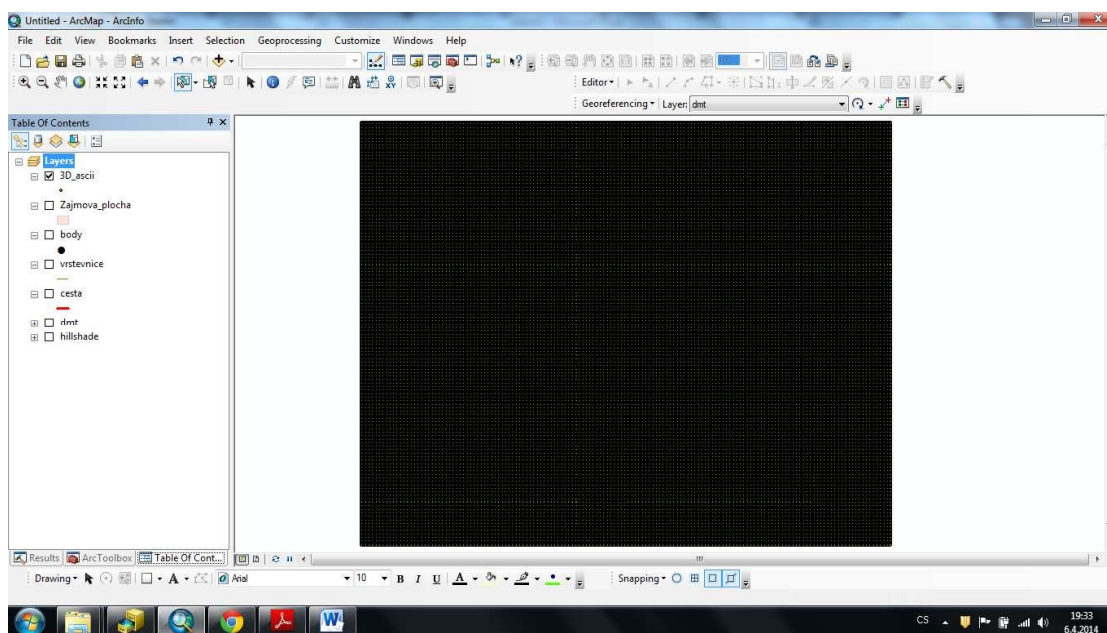 Untitled - ArcMap - ArcInfo
File Edit View Bookmarks Insert Selection Geoprocessing Customize Windows Help
Editor
Georeferencing Layer: dmt
Table Of Contents
Layers
3D_ascii
Zajmova_plocha
body
vrstevnice
cesta
dmt
hillshade
Results ArcToolbox Table Of Cont...
Drawing A Arial 10 B I U A Snapping
CS 19:33
6.4.2014